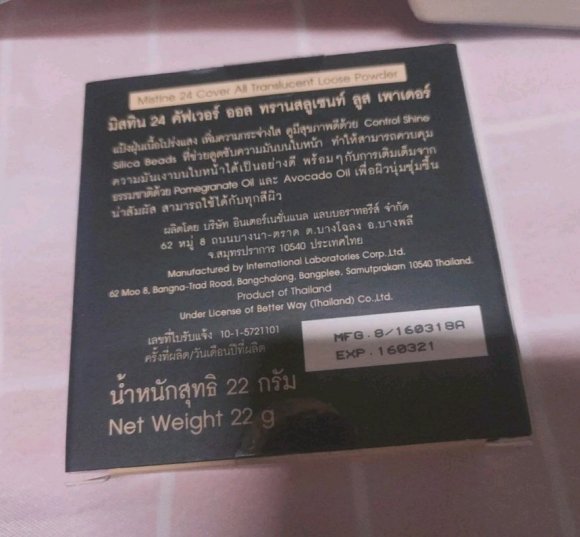 Mistine 24 Cover All Translucent Loose Powder
มิสทิน 24 คัฟเวอร์ ออล ทรานสลูเซนท์ ลูส เพาเดอร์
แป้งฝุ่นเนื้อโปร่งแสง เพิ่มความกระจ่างใส ดูมีสุขภาพดีด้วย Control Shine
Silica Beads ที่ช่วยดูดซับความมันบนใบหน้า ทำให้สามารถควบคุม
ความมันเงาบนใบหน้าได้เป็นอย่างดี พร้อมๆกับการเติมเต็มจาก
ธรรมชาติด้วย Pomegranate Oil และ Avocado Oil เพื่อผิวนุ่มชุ่มชื้น
น่าสัมผัส สามารถใช้ได้กับทุกสีผิว
ผลิตโดย บริษัท อินเตอร์เนชั่นแนล แลบบอราทอรีส์ จำกัด
62 หมู่ 8 ถนนบางนา-ตราด ต.บางโฉลง อ.บางพลี
จ.สมุทรปราการ 10540 ประเทศไทย
Manufactured by International Laboratories Corp.,Ltd.
62 Moo 8, Bangna-Trad Road, Bangchalong, Bangplee, Samutprakarn 10540 Thailand.
Product of Thailand
Under License of Better Way (Thailand) Co.,Ltd.
เลขที่ใบรับแจ้ง 10-1-5721101
ครั้งที่ผลิต/วันเดือนปีที่ผลิต
MFG.8/160318A
EXP.160321
น้ำหนักสุทธิ 22 กรัม
Net Weight 22 g